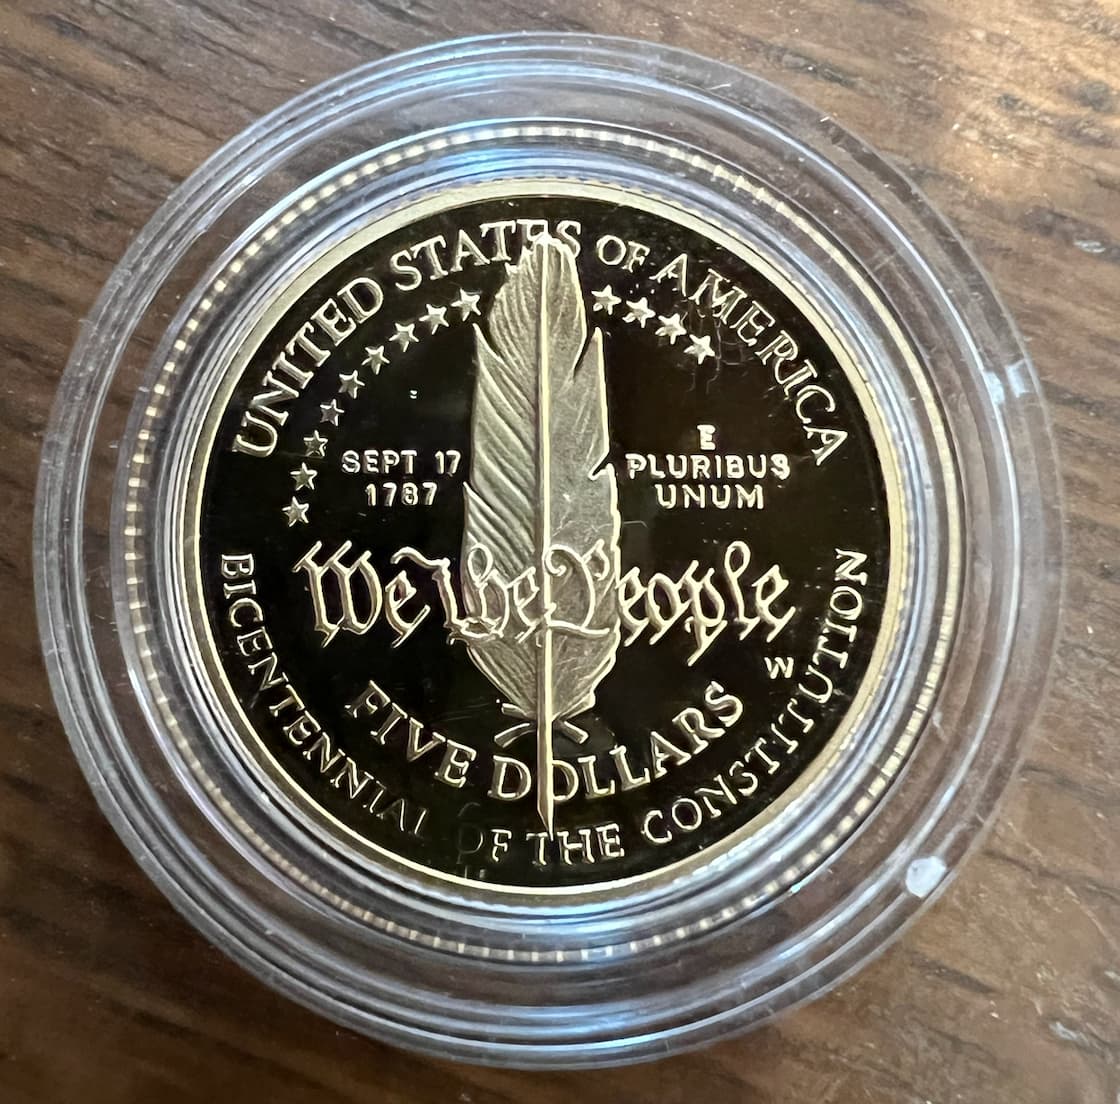 UNITED STATES OF AMERICA
SEPT 17
1787
E
PLURIBUS
UNUM
We the People
W
FIVE DOLLARS
BICENTENNIAL OF THE CONSTITUTION